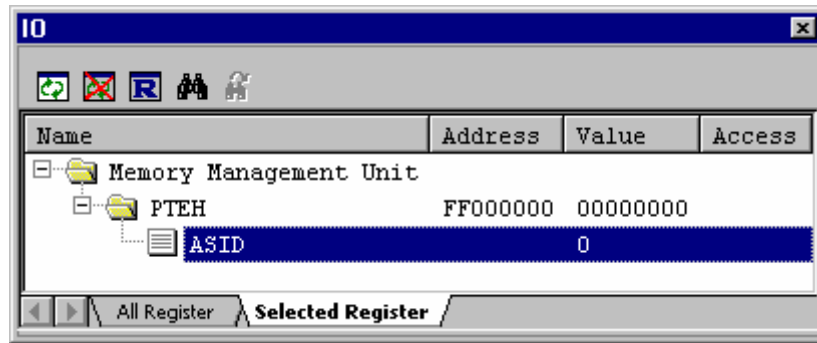 IO
R
Name Address Value Access
Memory Management Unit
PTEH FF000000 00000000
ASID 0
All Register Selected Register